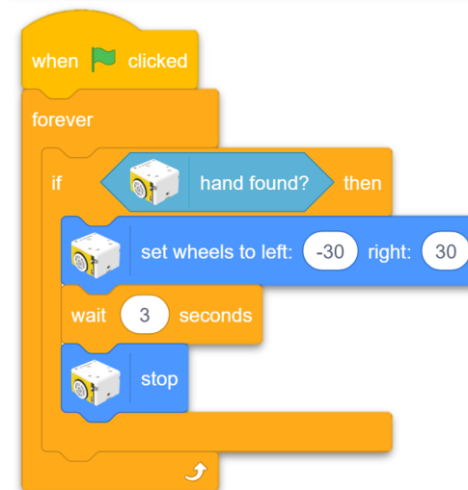 when clicked
forever
if hand found? then
set wheels to left: -30 right: 30
wait 3 seconds
stop